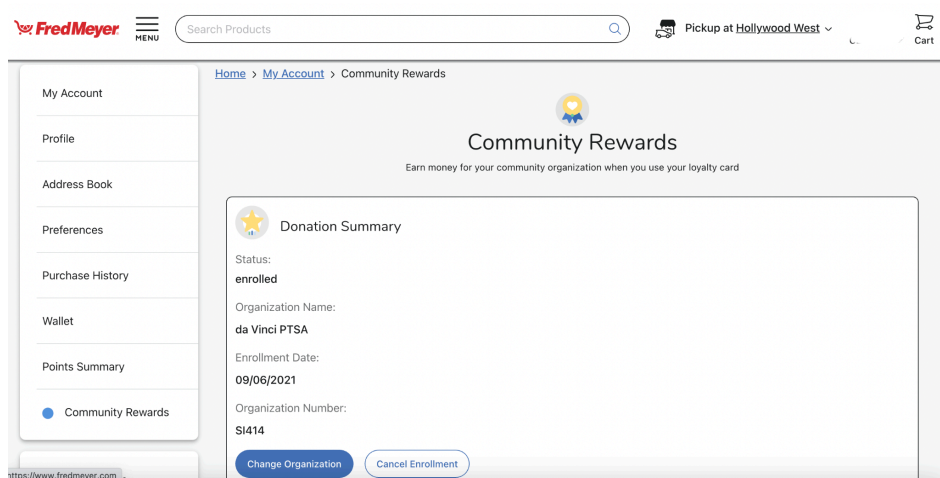 Fred Meyer
MENU
Search Products
Pickup at Hollywood West
Cart
My Account
Profile
Address Book
Preferences
Purchase History
Wallet
Points Summary
Community Rewards
Home > My Account > Community Rewards
Community Rewards
Earn money for your community organization when you use your loyalty card
Donation Summary
Status:
enrolled
Organization Name:
da Vinci PTSA
Enrollment Date:
09/06/2021
Organization Number:
SI414
Change Organization
Cancel Enrollment
https://www.fredmeyer.com